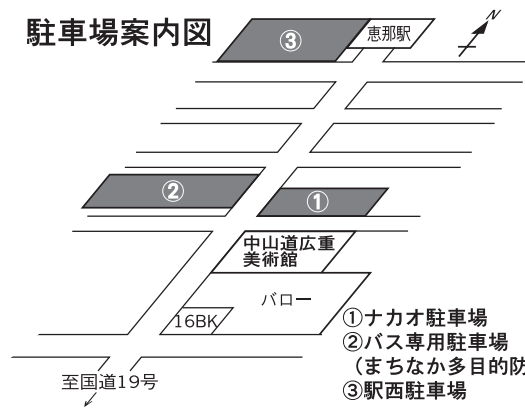 駐車場案内図
③
恵那駅
N
②
①
中山道広重
美術館
バロー
16BK
至国道19号
①ナカオ駐車場
②バス専用駐車場
（まちなか多目的防
③駅西駐車場